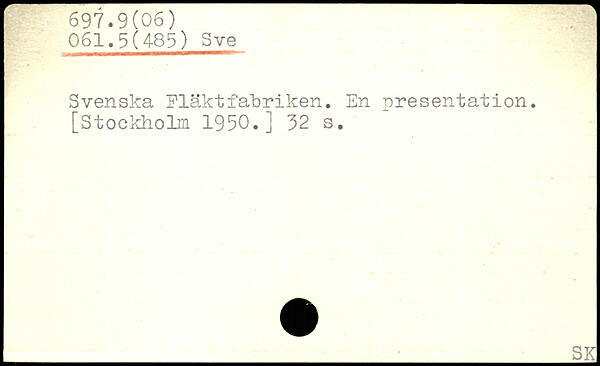 697.9(06)
061.5(485) Sve
Svenska Fläktfabriken. En presentation.
[Stockholm 1950.] 32 s.
SK